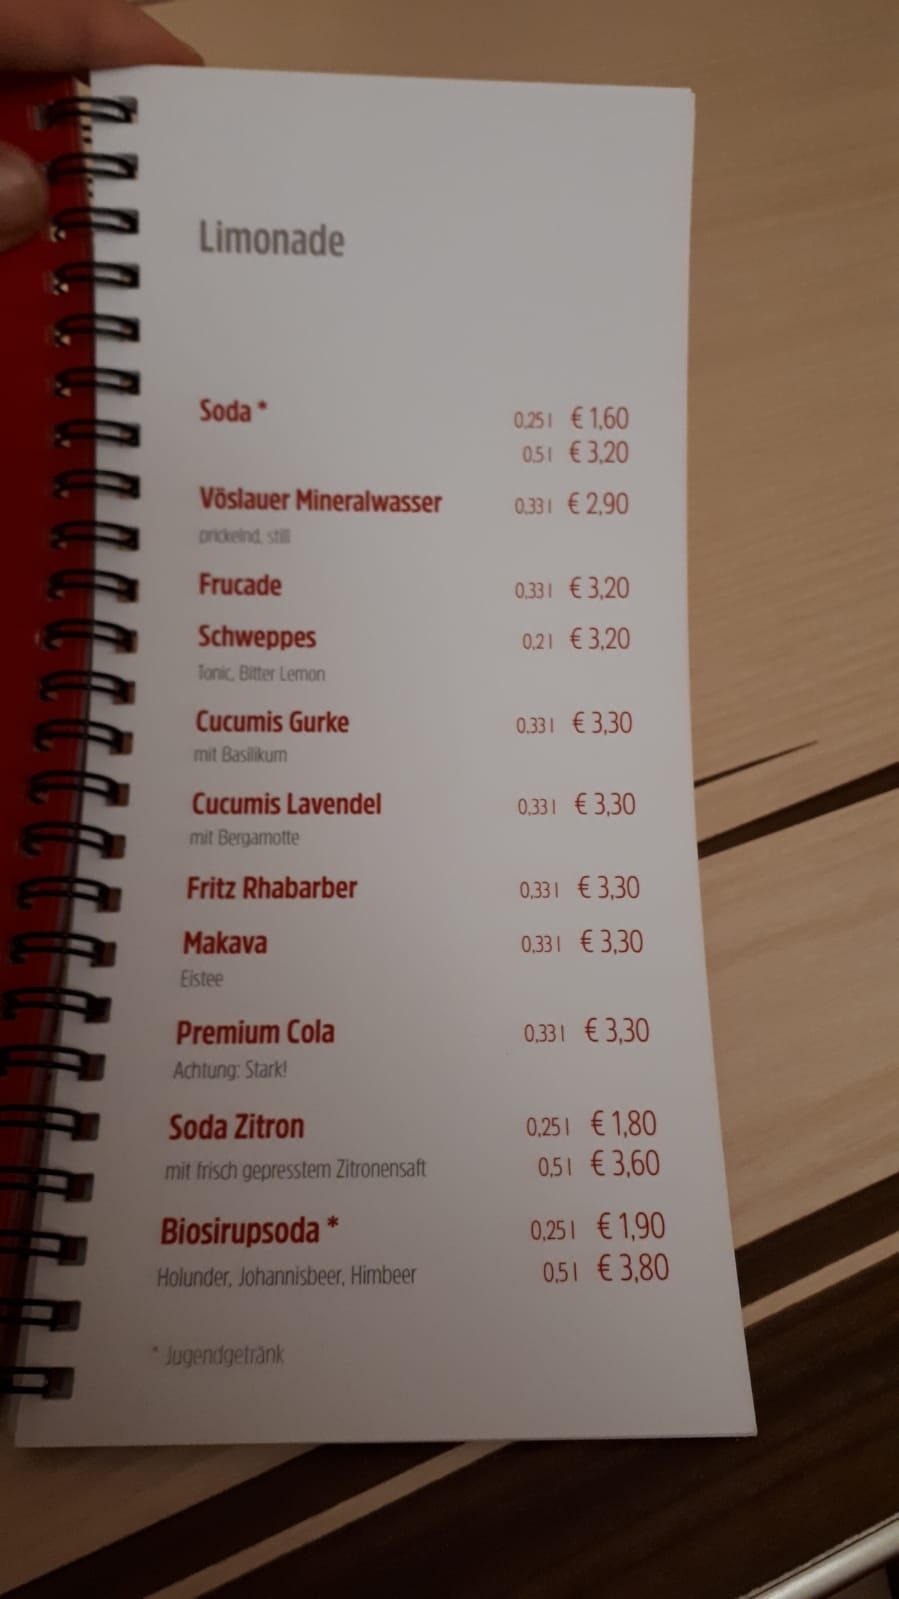 Limonade
Soda * 0,25 l € 1,60
0,5 l € 3,20
Vöslauer Mineralwasser 0,33 l € 2,90
prickelnd, still
Frucade 0,33 l € 3,20
Schweppes 0,2 l € 3,20
Tonic, Bitter Lemon
Cucumis Gurke 0,33 l € 3,30
mit Basilikum
Cucumis Lavendel 0,33 l € 3,30
mit Bergamotte
Fritz Rhabarber 0,33 l € 3,30
Makava 0,33 l € 3,30
Eistee
Premium Cola 0,33 l € 3,30
Achtung: Stark!
Soda Zitron 0,25 l € 1,80
mit frisch gepresstem Zitronensaft 0,5 l € 3,60
Biosirupsoda * 0,25 l € 1,90
Holunder, Johannisbeer, Himbeer 0,5 l € 3,80
* Jugendgetränk